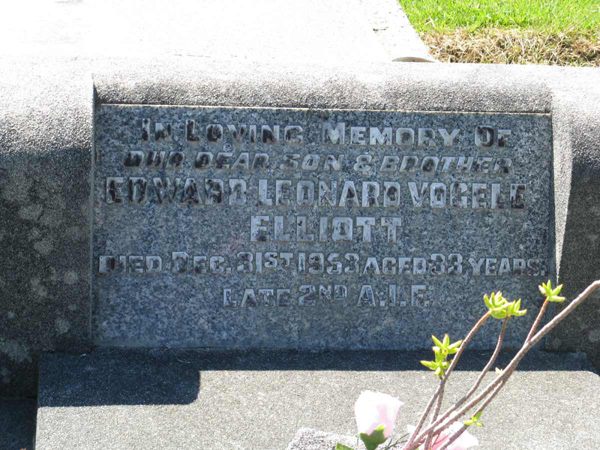 IN LOVING MEMORY OF
OUR DEAR SON & BROTHER
EDWARD LEONARD VOGELE
ELLIOTT
DIED DEC. 31ST 1953 AGED 33 YEARS.
LATE 2ND A.I.F.